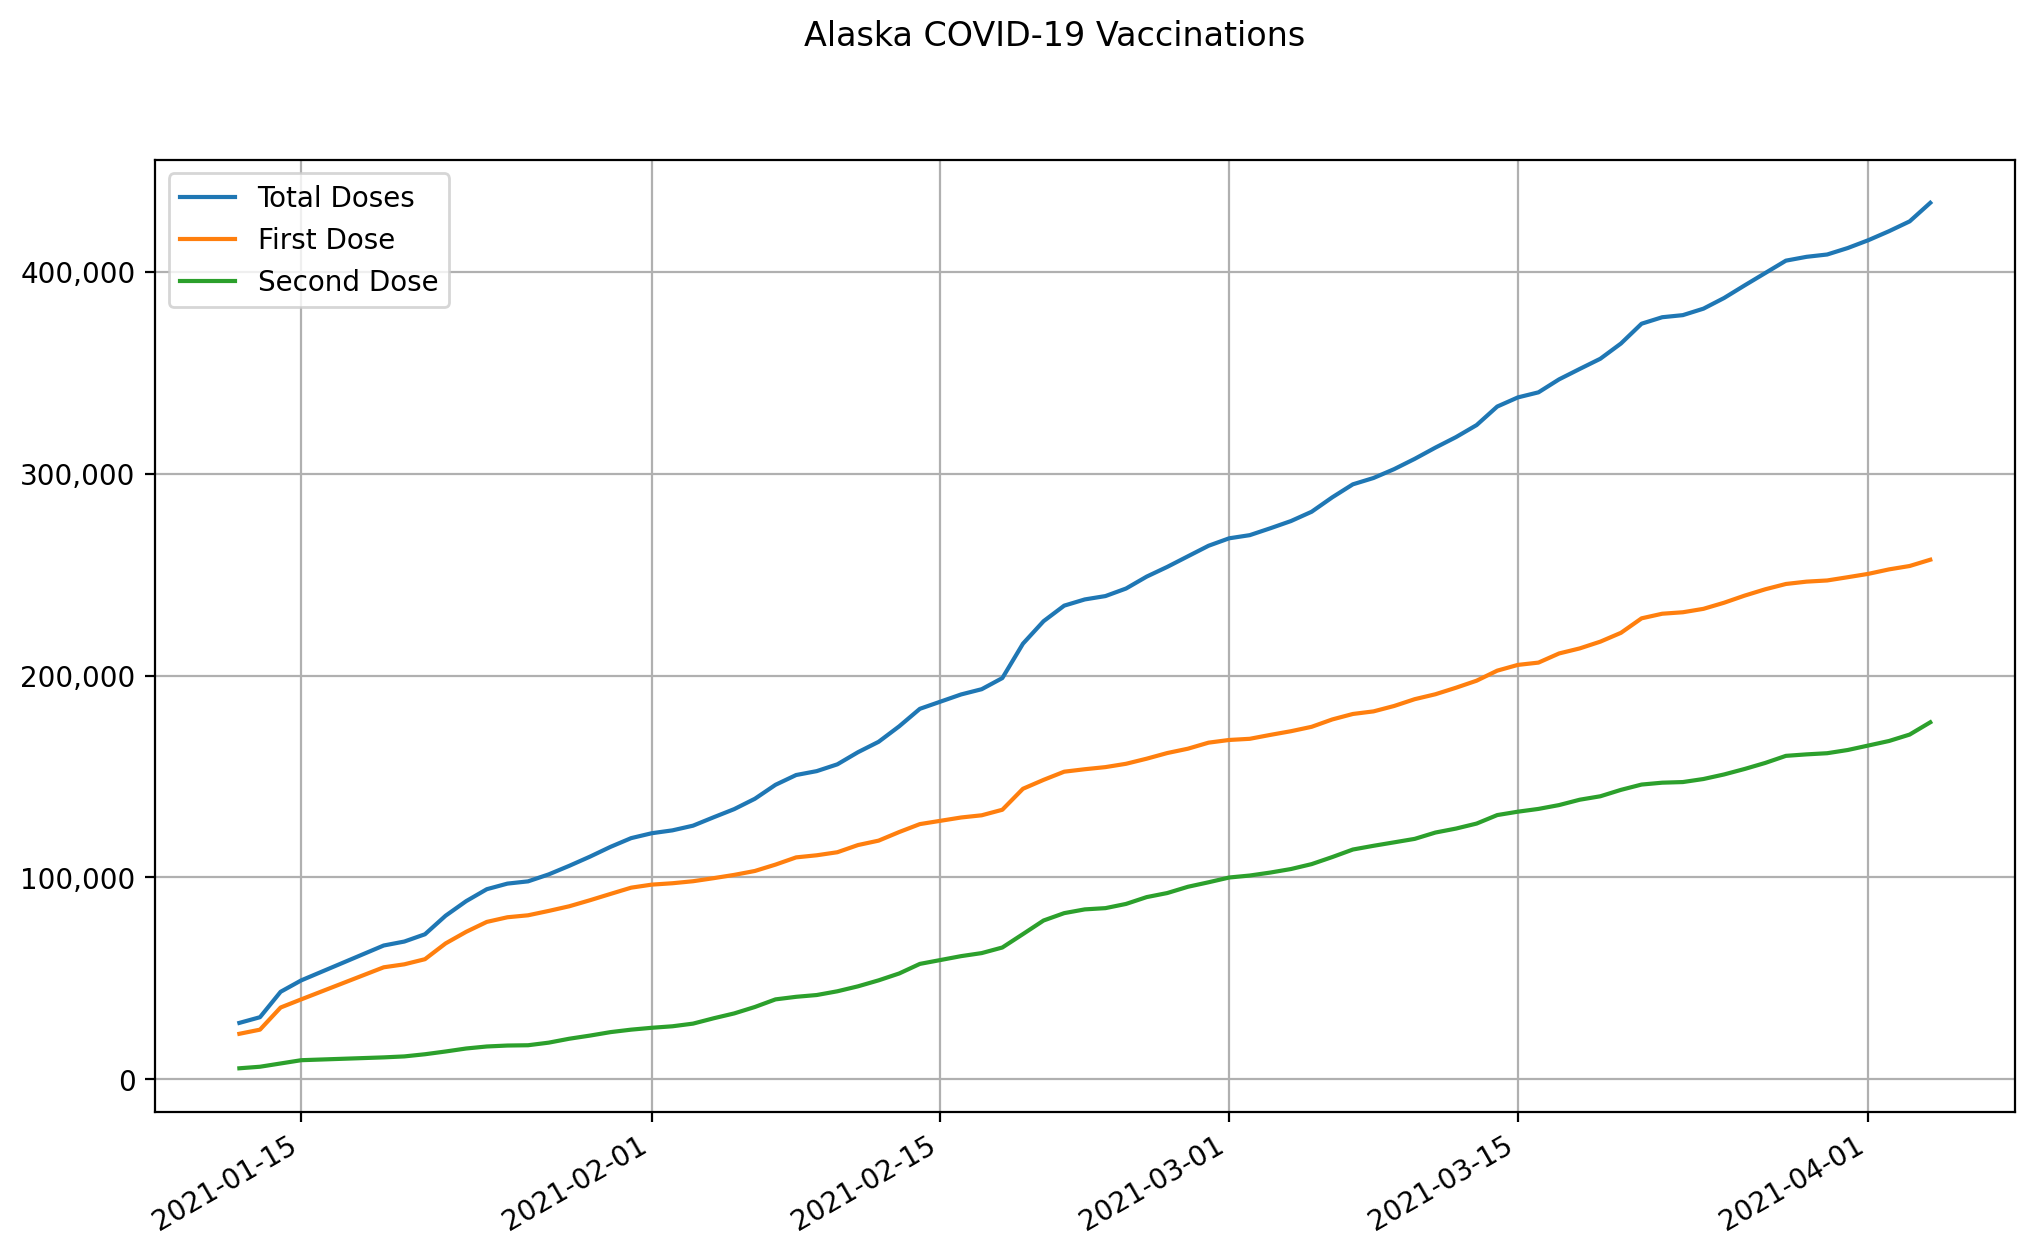 Alaska COVID-19 Vaccinations
Total Doses
First Dose
Second Dose
400,000
300,000
200,000
100,000
0
2021-01-15
2021-02-01
2021-02-15
2021-03-01
2021-03-15
2021-04-01